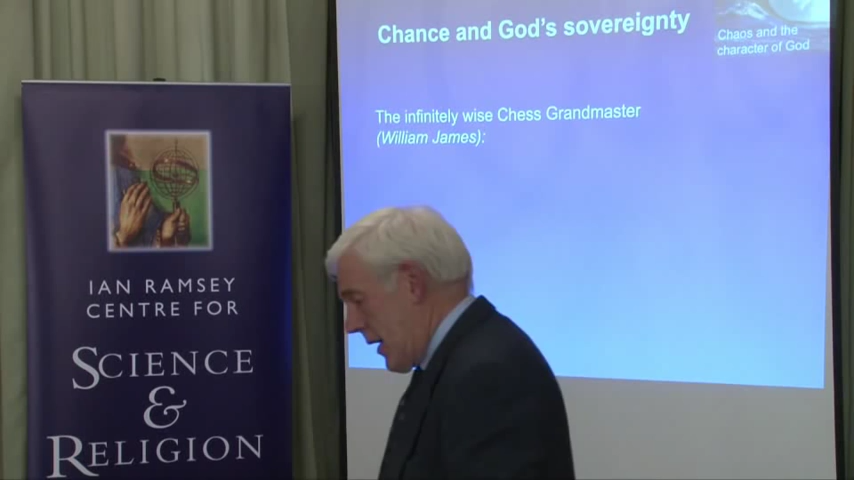 IAN RAMSEY
CENTRE FOR
SCIENCE
&
RELIGION
Chance and God's sovereignty
Chaos and the
character of God
The infinitely wise Chess Grandmaster
(William James):